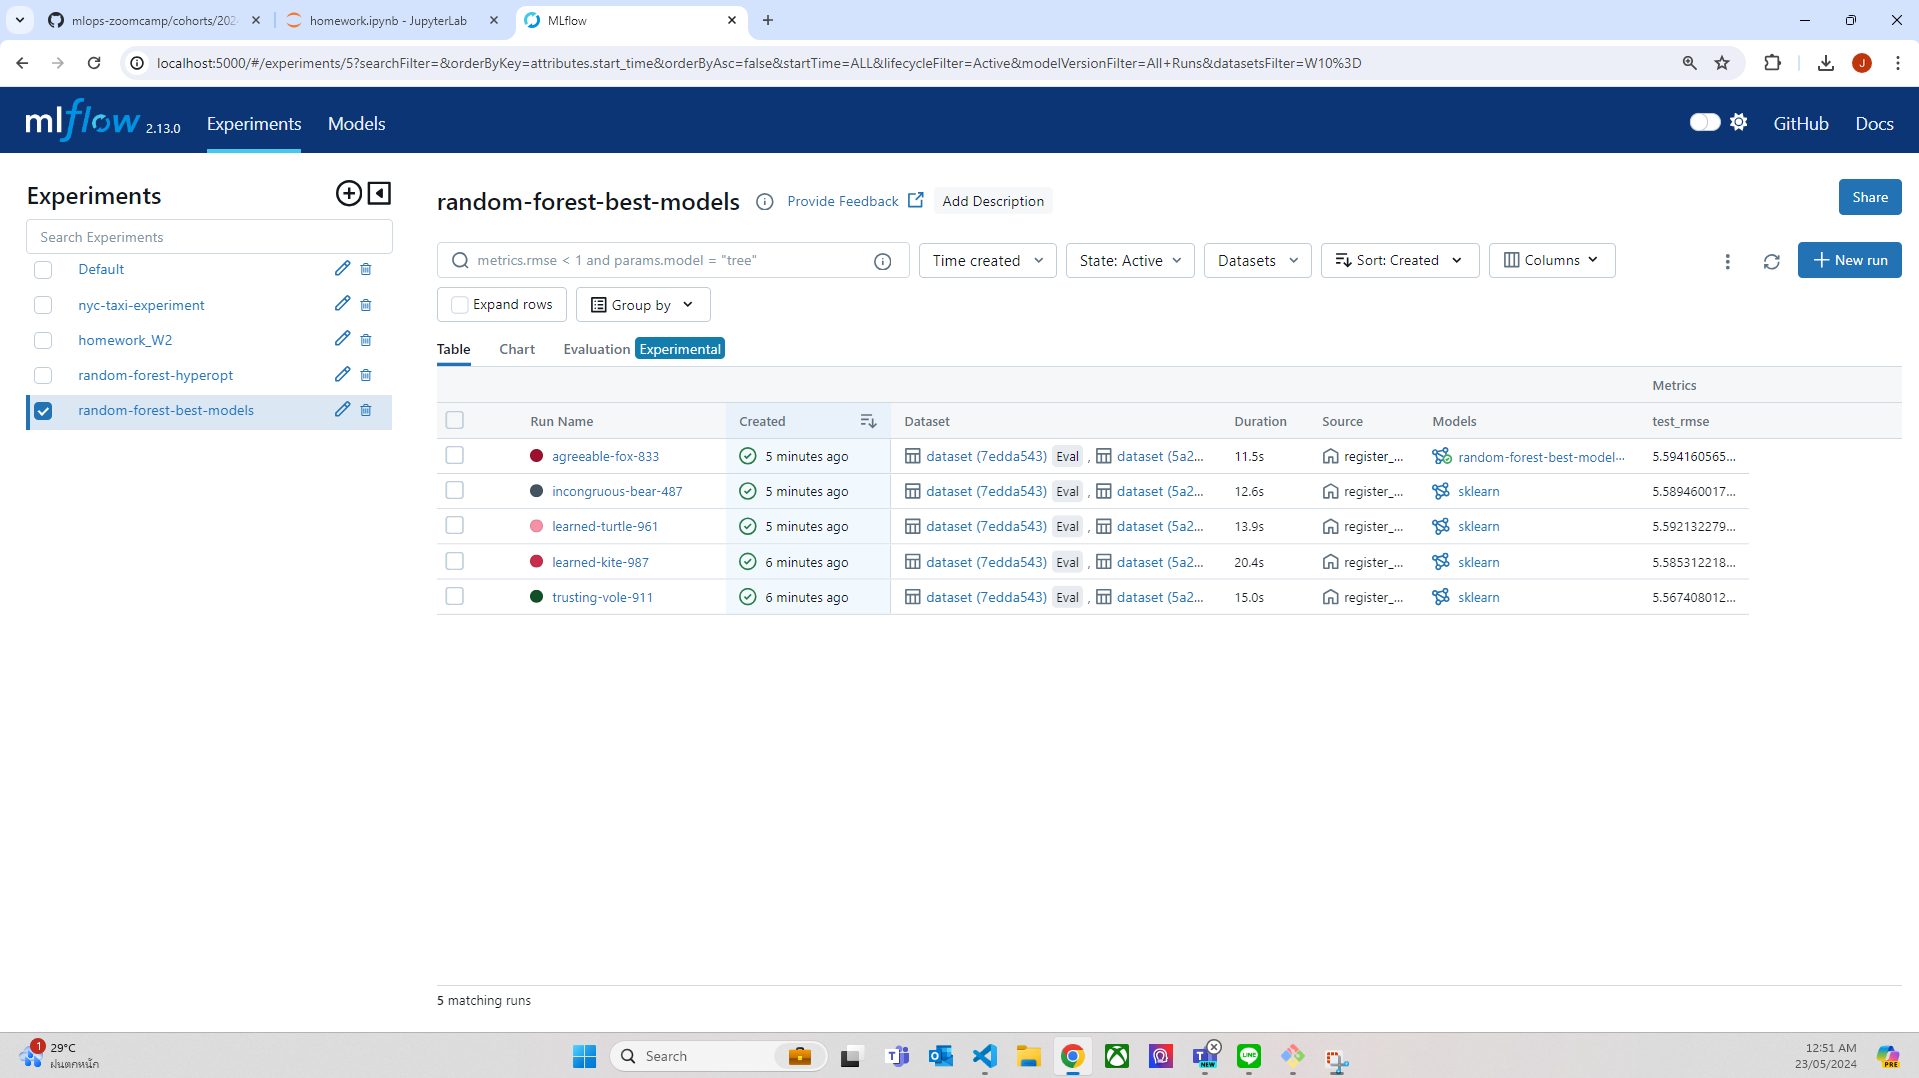 mlops-zoomcamp/cohorts/202
homework.ipynb - JupyterLab
MLflow
localhost:5000/#/experiments/5?searchFilter=&orderByKey=attributes.start_time&orderByAsc=false&startTime=ALL&lifecycleFilter=Active&modelVersionFilter=All+Runs&datasetsFilter=W10%3D
J
mlflow 2.13.0 Experiments Models GitHub Docs
Experiments
Search Experiments
Default
nyc-taxi-experiment
homework_W2
random-forest-hyperopt
random-forest-best-models
random-forest-best-models Provide Feedback Add Description Share
metrics.rmse < 1 and params.model = "tree" Time created State: Active Datasets Sort: Created Columns New run
Expand rows Group by
Table Chart Evaluation Experimental
Metrics
Run Name Created Dataset Duration Source Models test_rmse
agreeable-fox-833 5 minutes ago dataset (7edda543) Eval , dataset (5a2... 11.5s register_... random-forest-best-model... 5.594160565...
incongruous-bear-487 5 minutes ago dataset (7edda543) Eval , dataset (5a2... 12.6s register_... sklearn 5.589460017...
learned-turtle-961 5 minutes ago dataset (7edda543) Eval , dataset (5a2... 13.9s register_... sklearn 5.592132279...
learned-kite-987 6 minutes ago dataset (7edda543) Eval , dataset (5a2... 20.4s register_... sklearn 5.585312218...
trusting-vole-911 6 minutes ago dataset (7edda543) Eval , dataset (5a2... 15.0s register_... sklearn 5.567408012...
5 matching runs
1
29°C
ฝนตกหนัก
Search
NEW
LINE
PRE
12:51 AM
23/05/2024